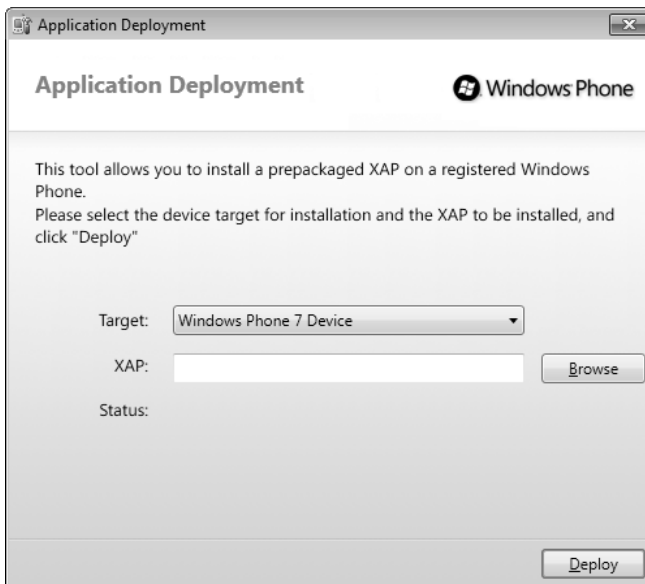 Application Deployment
Application Deployment
Windows Phone
This tool allows you to install a prepackaged XAP on a registered Windows
Phone.
Please select the device target for installation and the XAP to be installed, and
click "Deploy"
Target: Windows Phone 7 Device
XAP: Browse
Status:
Deploy